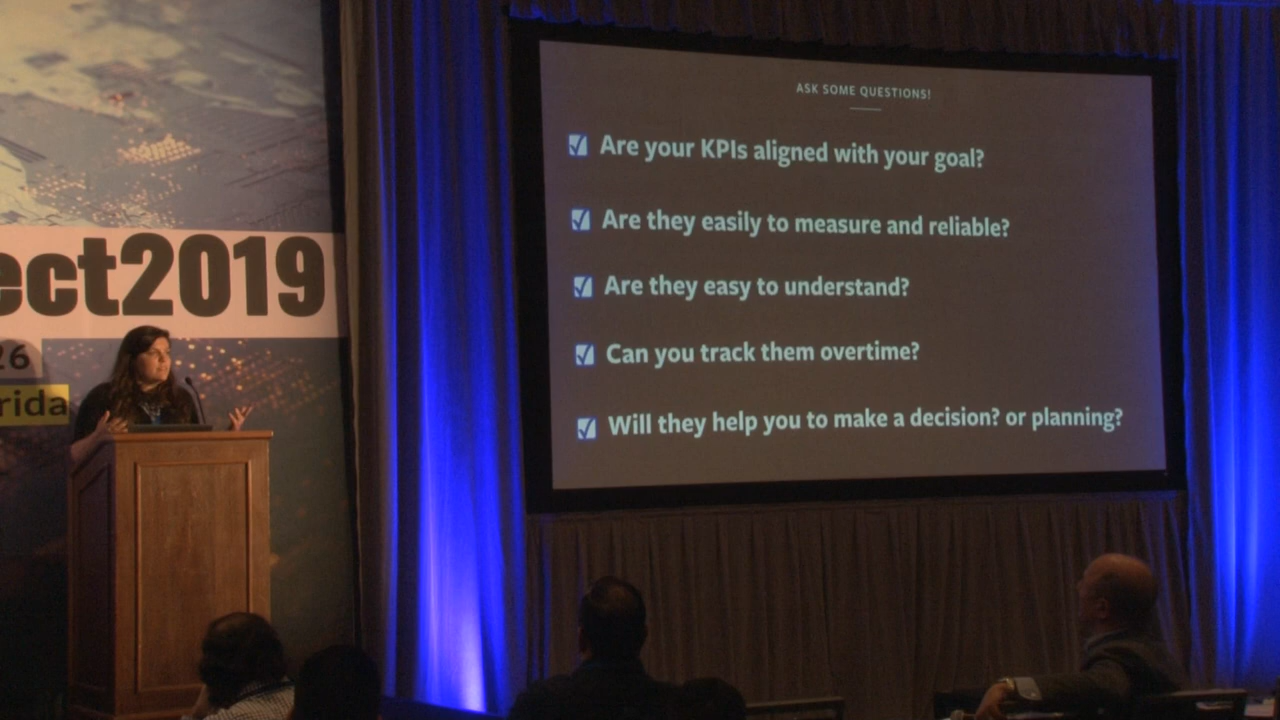 ect2019
26
rida
ASK SOME QUESTIONS!
Are your KPIs aligned with your goal?
Are they easily to measure and reliable?
Are they easy to understand?
Can you track them overtime?
Will they help you to make a decision? or planning?